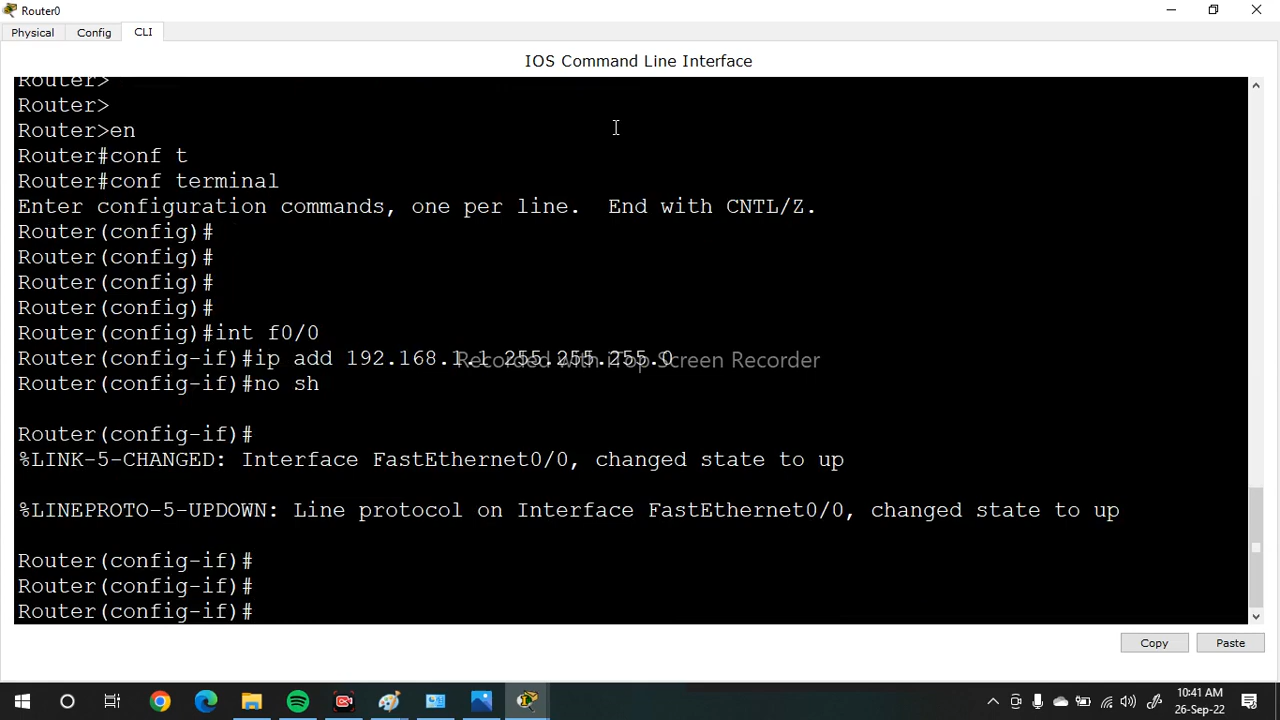 Router0
Physical Config CLI
IOS Command Line Interface
Router>
Router>
Router>en
Router#conf t
Router#conf terminal
Enter configuration commands, one per line.  End with CNTL/Z.
Router(config)#
Router(config)#
Router(config)#
Router(config)#
Router(config)#int f0/0
Router(config-if)#ip add 192.168.1.1 255.255.255.0
Recorded with iTop Screen Recorder
Router(config-if)#no sh
Router(config-if)#
%LINK-5-CHANGED: Interface FastEthernet0/0, changed state to up
%LINEPROTO-5-UPDOWN: Line protocol on Interface FastEthernet0/0, changed state to up
Router(config-if)#
Router(config-if)#
Router(config-if)#
Copy Paste
10:41 AM
26-Sep-22